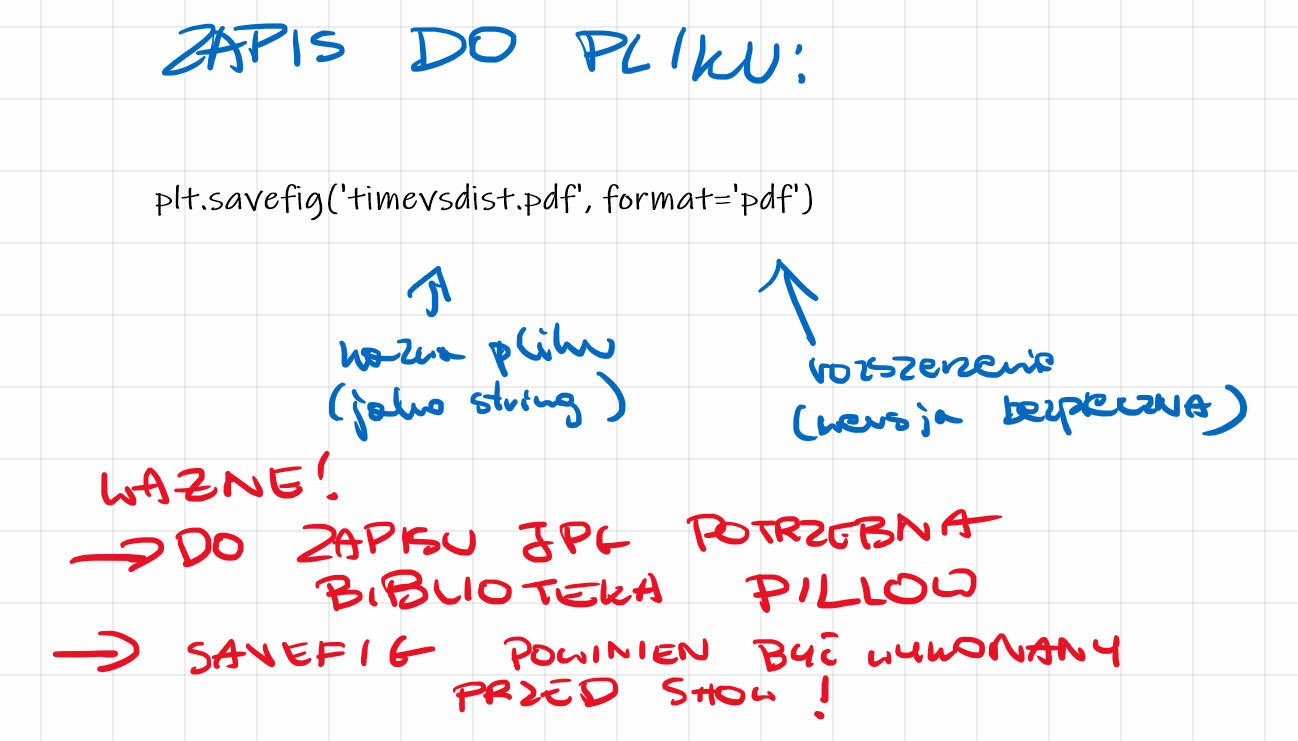 ZAPIS DO PLIKU:
plt.savefig('timevsdist.pdf', format='pdf')
nazwa pliku
(jako string)
rozszerzenie
(wersja bezpieczna)
WAŻNE!
→ DO ZAPISU JPG POTRZEBNA
BIBLIOTEKA PILLOW
→ SAVEFIG POWINIEN BYĆ WYKONANY
PRZED SHOW!